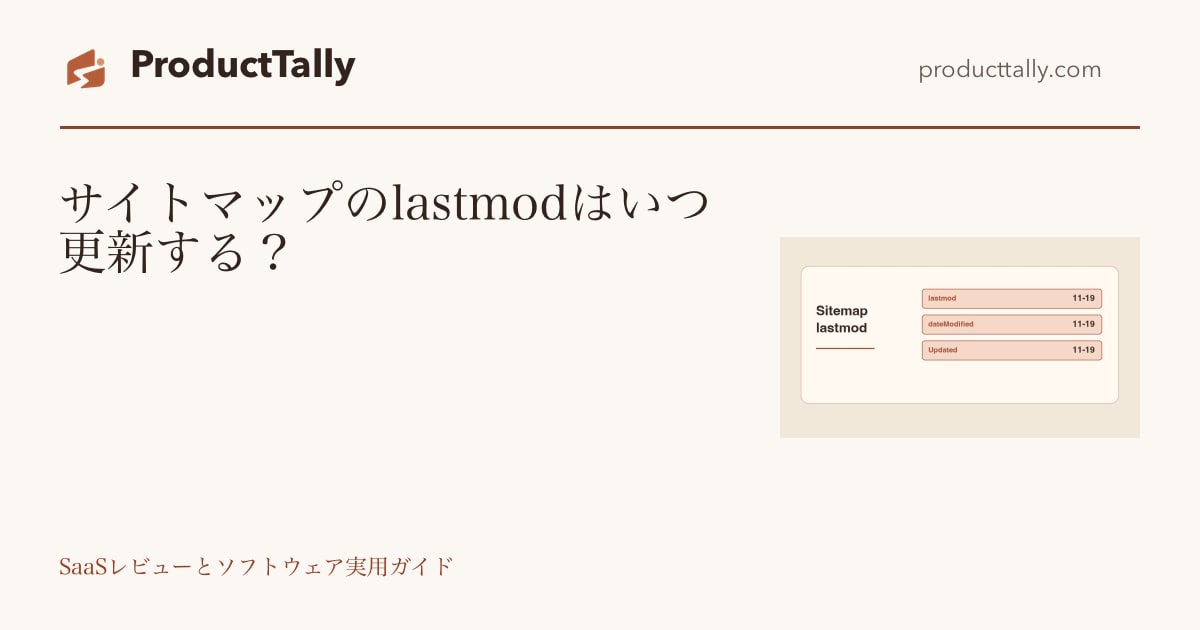 ProductTally
producttally.com
サイトマップのlastmodはいつ
更新する？
Sitemap
lastmod
lastmod 11-19
dateModified 11-19
Updated 11-19
SaaSレビューとソフトウェア実用ガイド